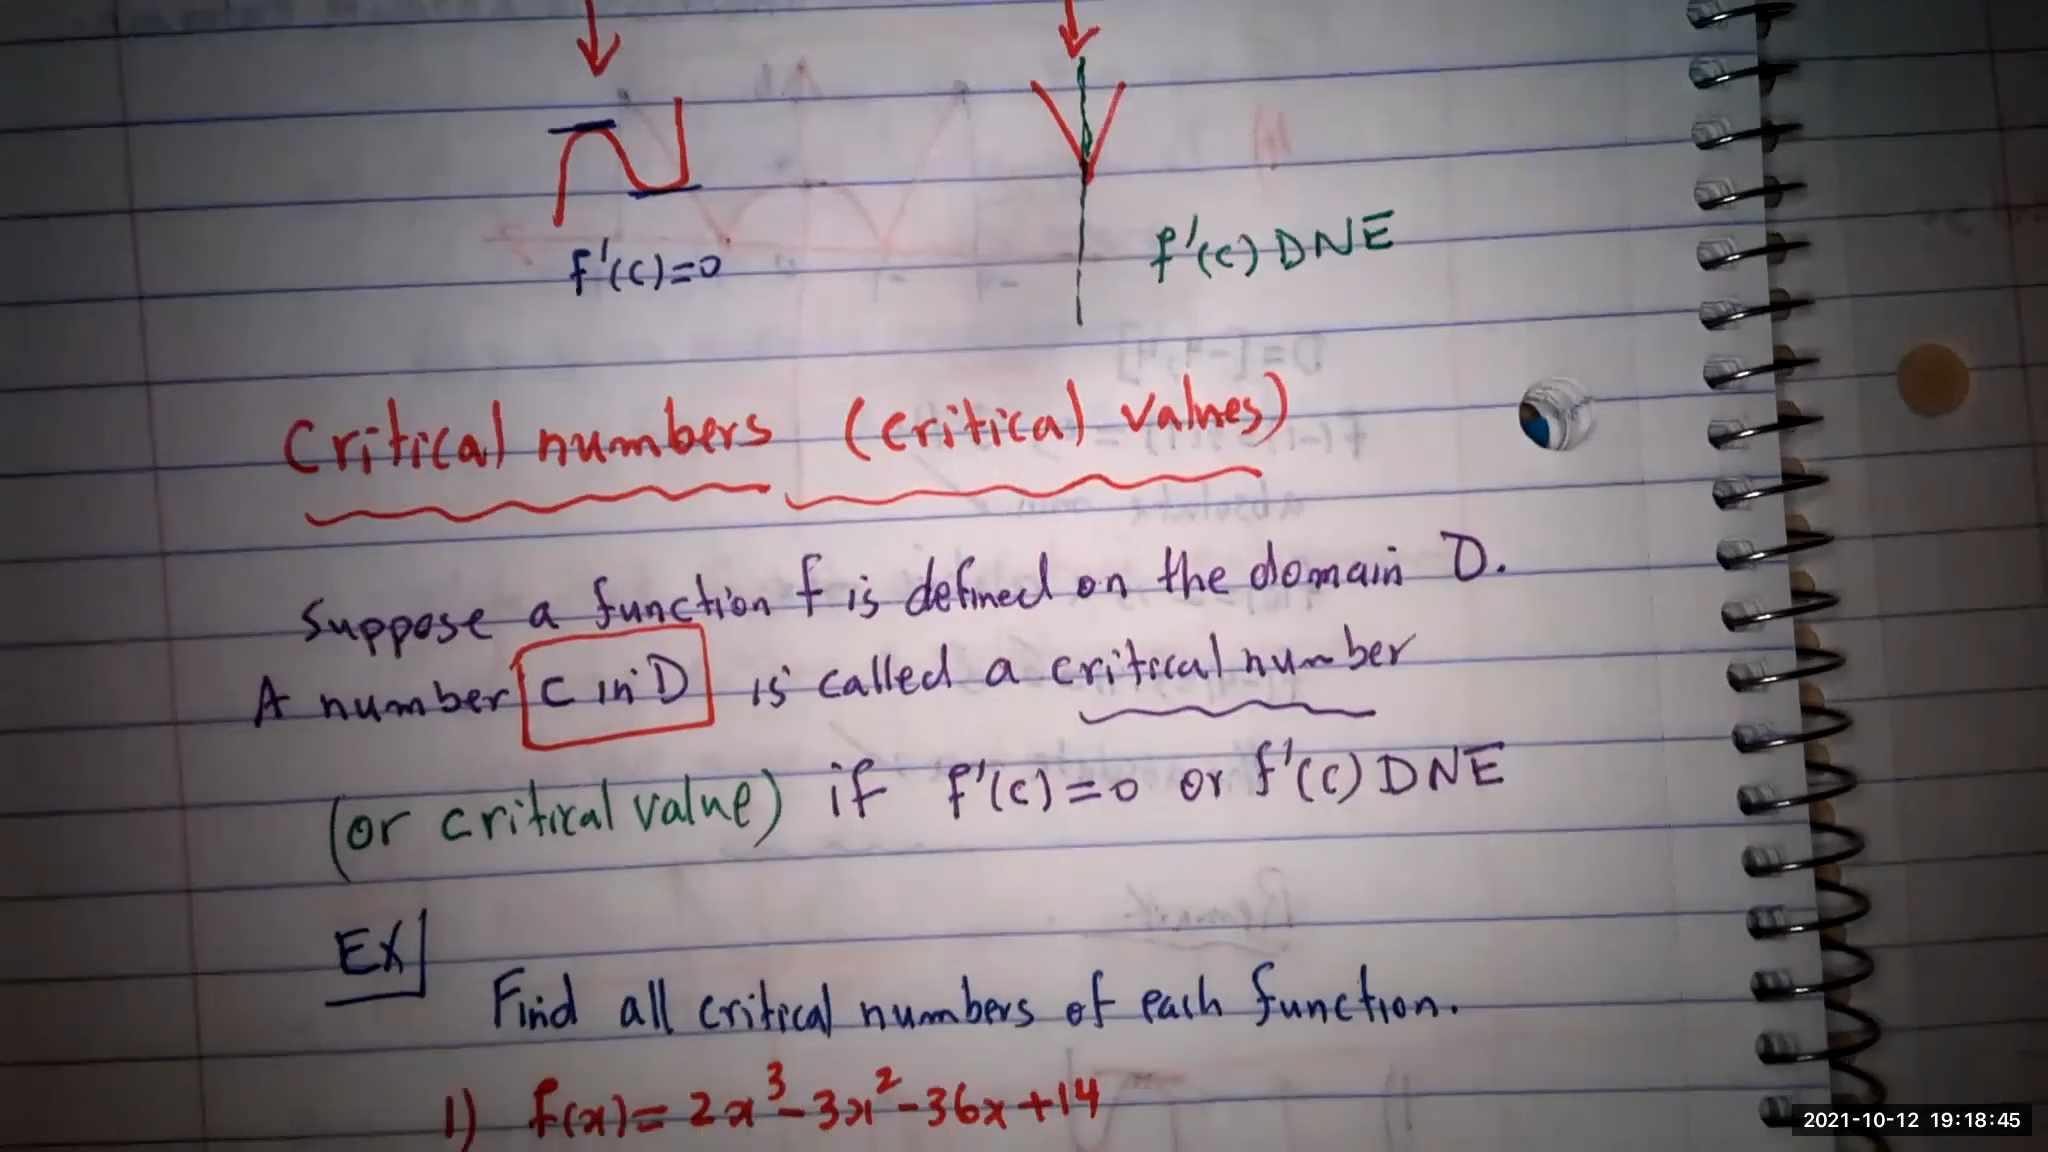 f'(c)=0
f'(c) DNE
Critical numbers (critical values)
Suppose a function f is defined on the domain D.
A number c in D is called a critical number
(or critical value) if f'(c)=0 or f'(c) DNE
EX
Find all critical numbers of each function.
1) f(x)= 2x³-3x²-36x+14
2021-10-12 19:18:45